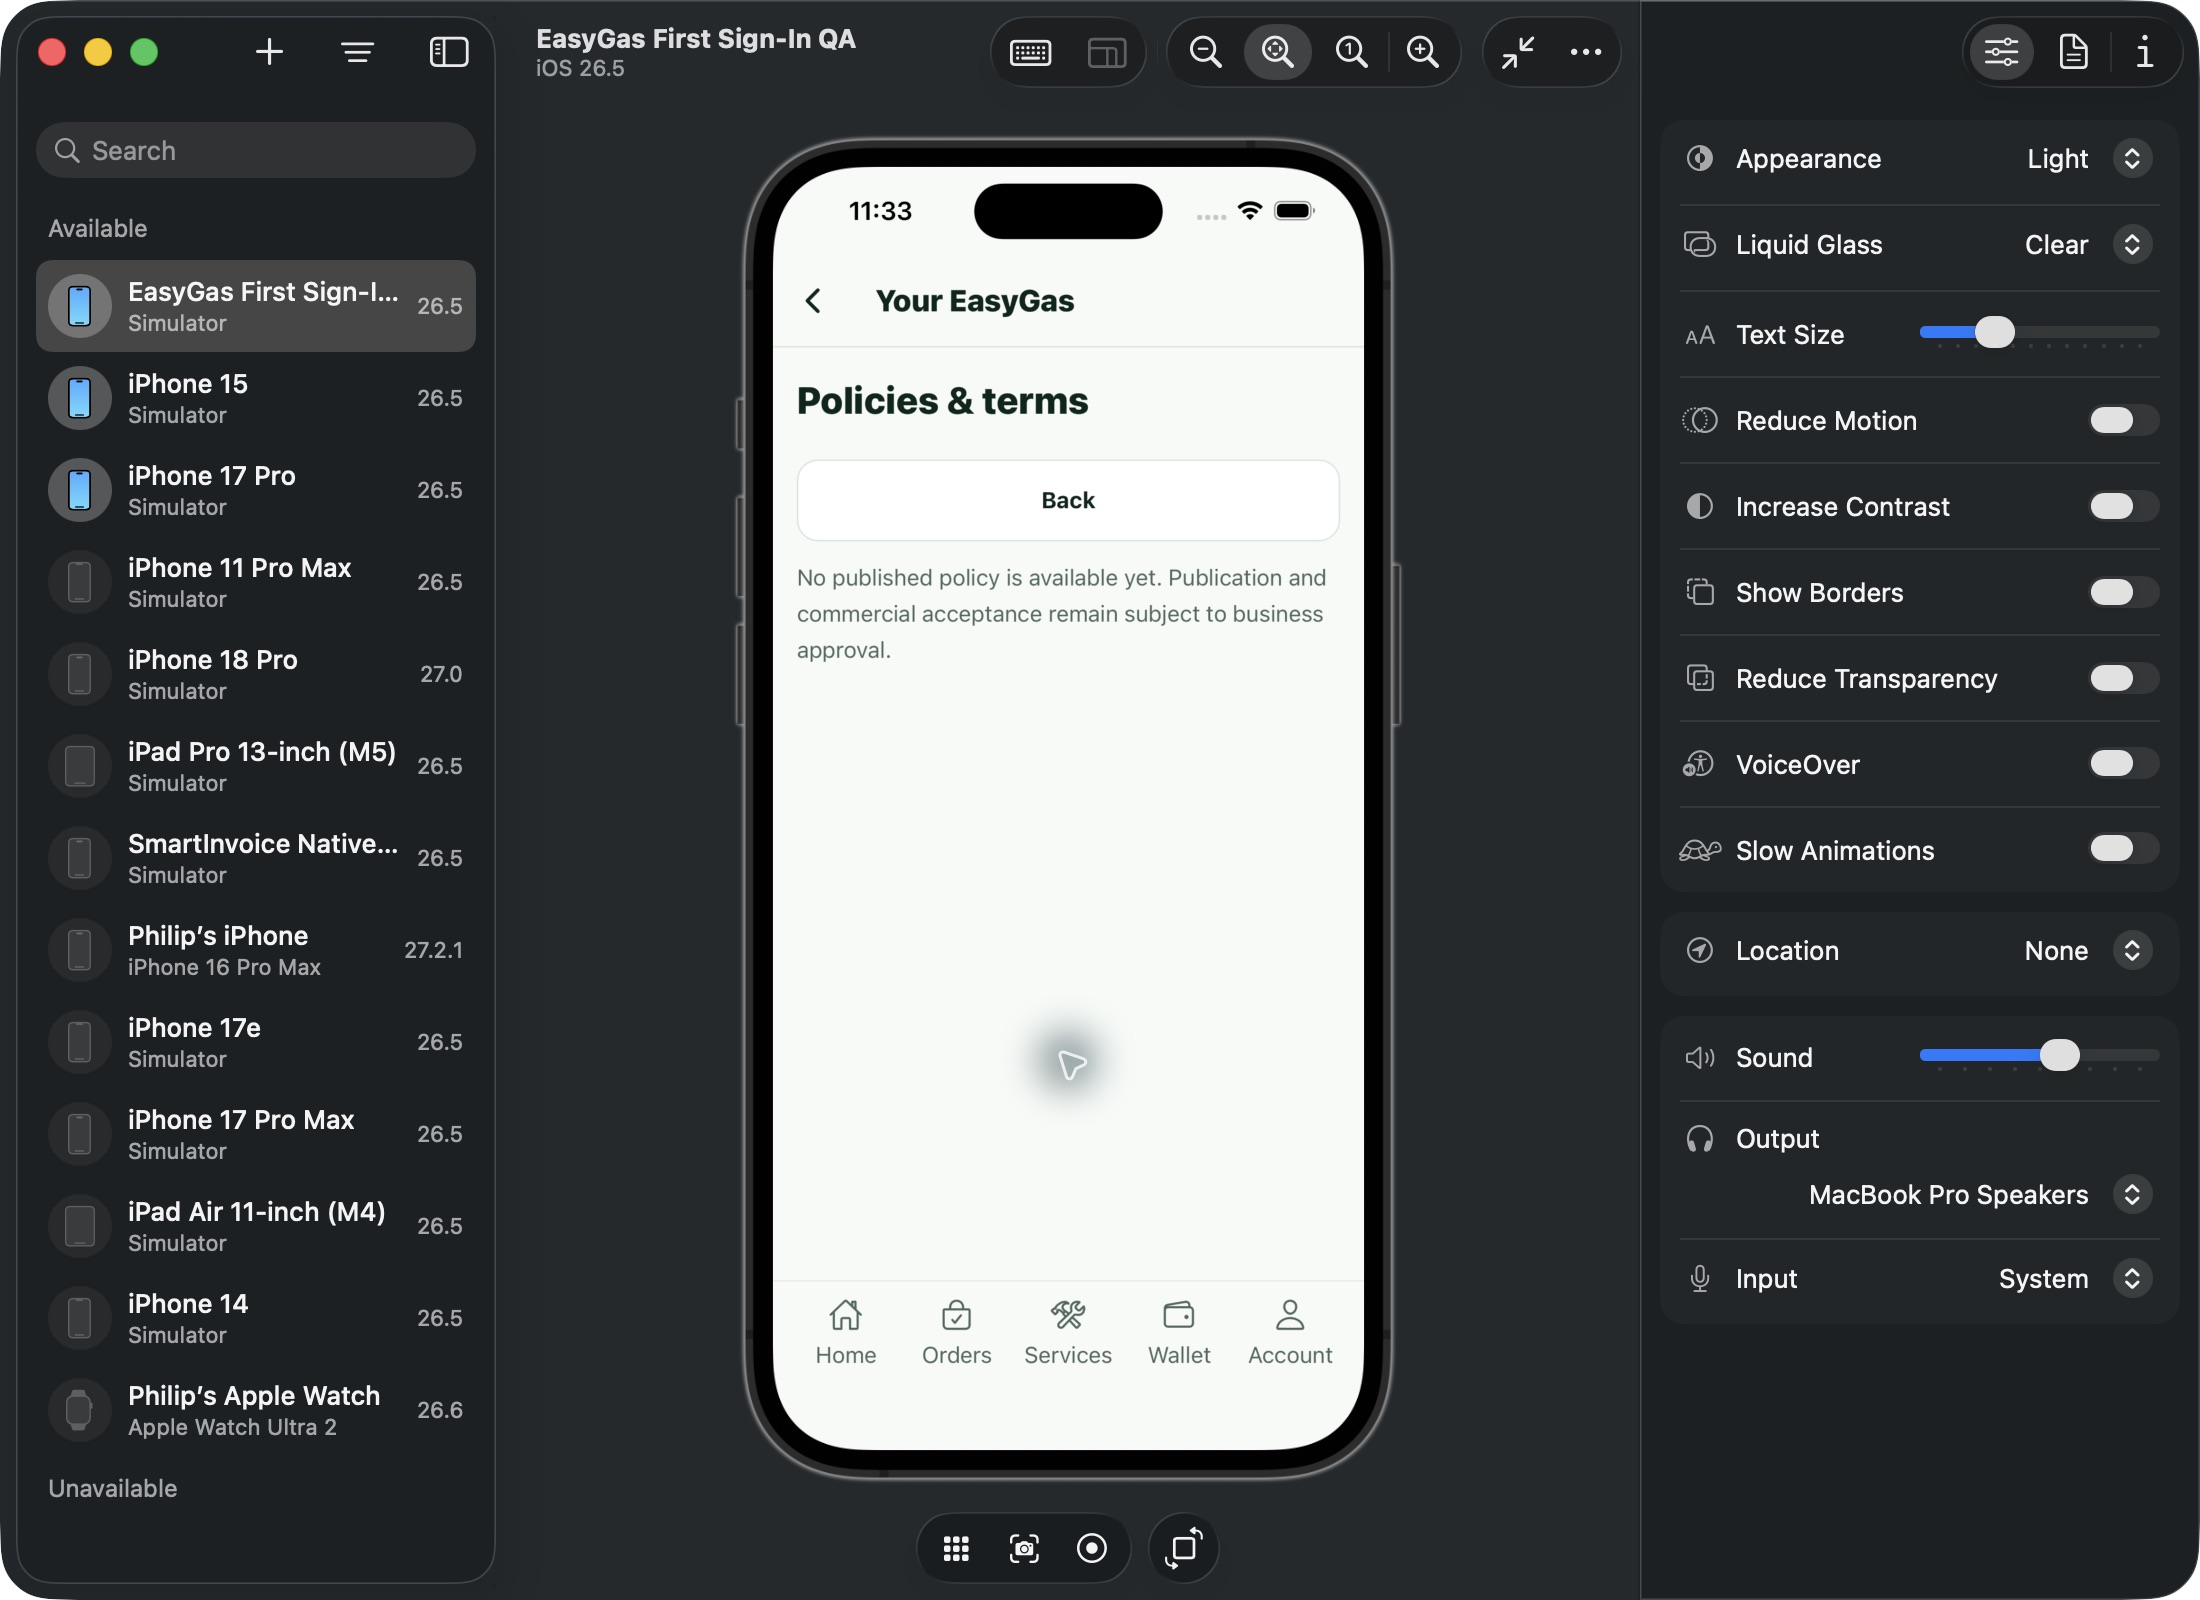 Search
Available
EasyGas First Sign-I...
26.5
Simulator
iPhone 15
26.5
Simulator
iPhone 17 Pro
26.5
Simulator
iPhone 11 Pro Max
26.5
Simulator
iPhone 18 Pro
27.0
Simulator
iPad Pro 13-inch (M5)
26.5
Simulator
SmartInvoice Native...
26.5
Simulator
Philip’s iPhone
27.2.1
iPhone 16 Pro Max
iPhone 17e
26.5
Simulator
iPhone 17 Pro Max
26.5
Simulator
iPad Air 11-inch (M4)
26.5
Simulator
iPhone 14
26.5
Simulator
Philip’s Apple Watch
26.6
Apple Watch Ultra 2
Unavailable
EasyGas First Sign-In QA
iOS 26.5
11:33
Your EasyGas
Policies & terms
Back
No published policy is available yet. Publication and
commercial acceptance remain subject to business
approval.
Home
Orders
Services
Wallet
Account
Appearance
Light
Liquid Glass
Clear
Text Size
Reduce Motion
Increase Contrast
Show Borders
Reduce Transparency
VoiceOver
Slow Animations
Location
None
Sound
Output
MacBook Pro Speakers
Input
System